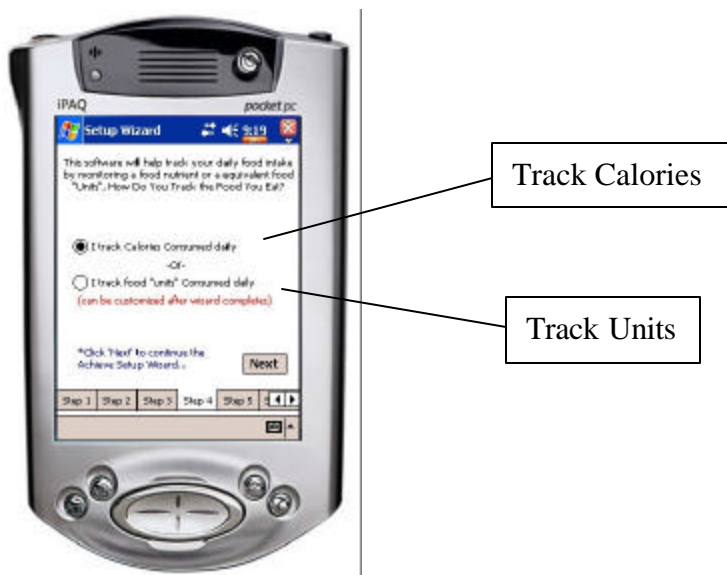 iPAQ pocket pc
Setup Wizard 9:19
This software will help track your daily food intake
by monitoring a food nutrient or a equivalent food
"Units". How Do You Track the Food You Eat?
I track Calories Consumed daily
-Or-
I track food "units" Consumed daily
(can be customized after wizard completes)
*Click 'Next' to continue the
Achieve Setup Wizard..
Next
Step 1 Step 2 Step 3 Step 4 Step 5 S
Track Calories
Track Units